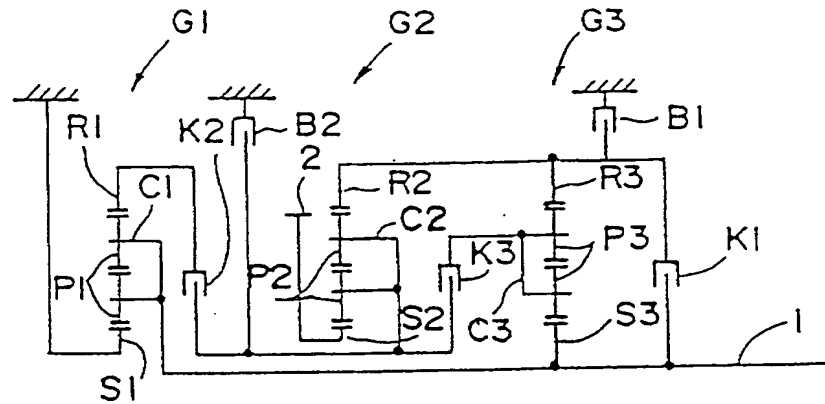 G1 G2 G3
R1 K2 B2 2 R2 R3 B1
C1 C2 P3
P1 P2 K3 K1
S2 C3 S3
S1 1